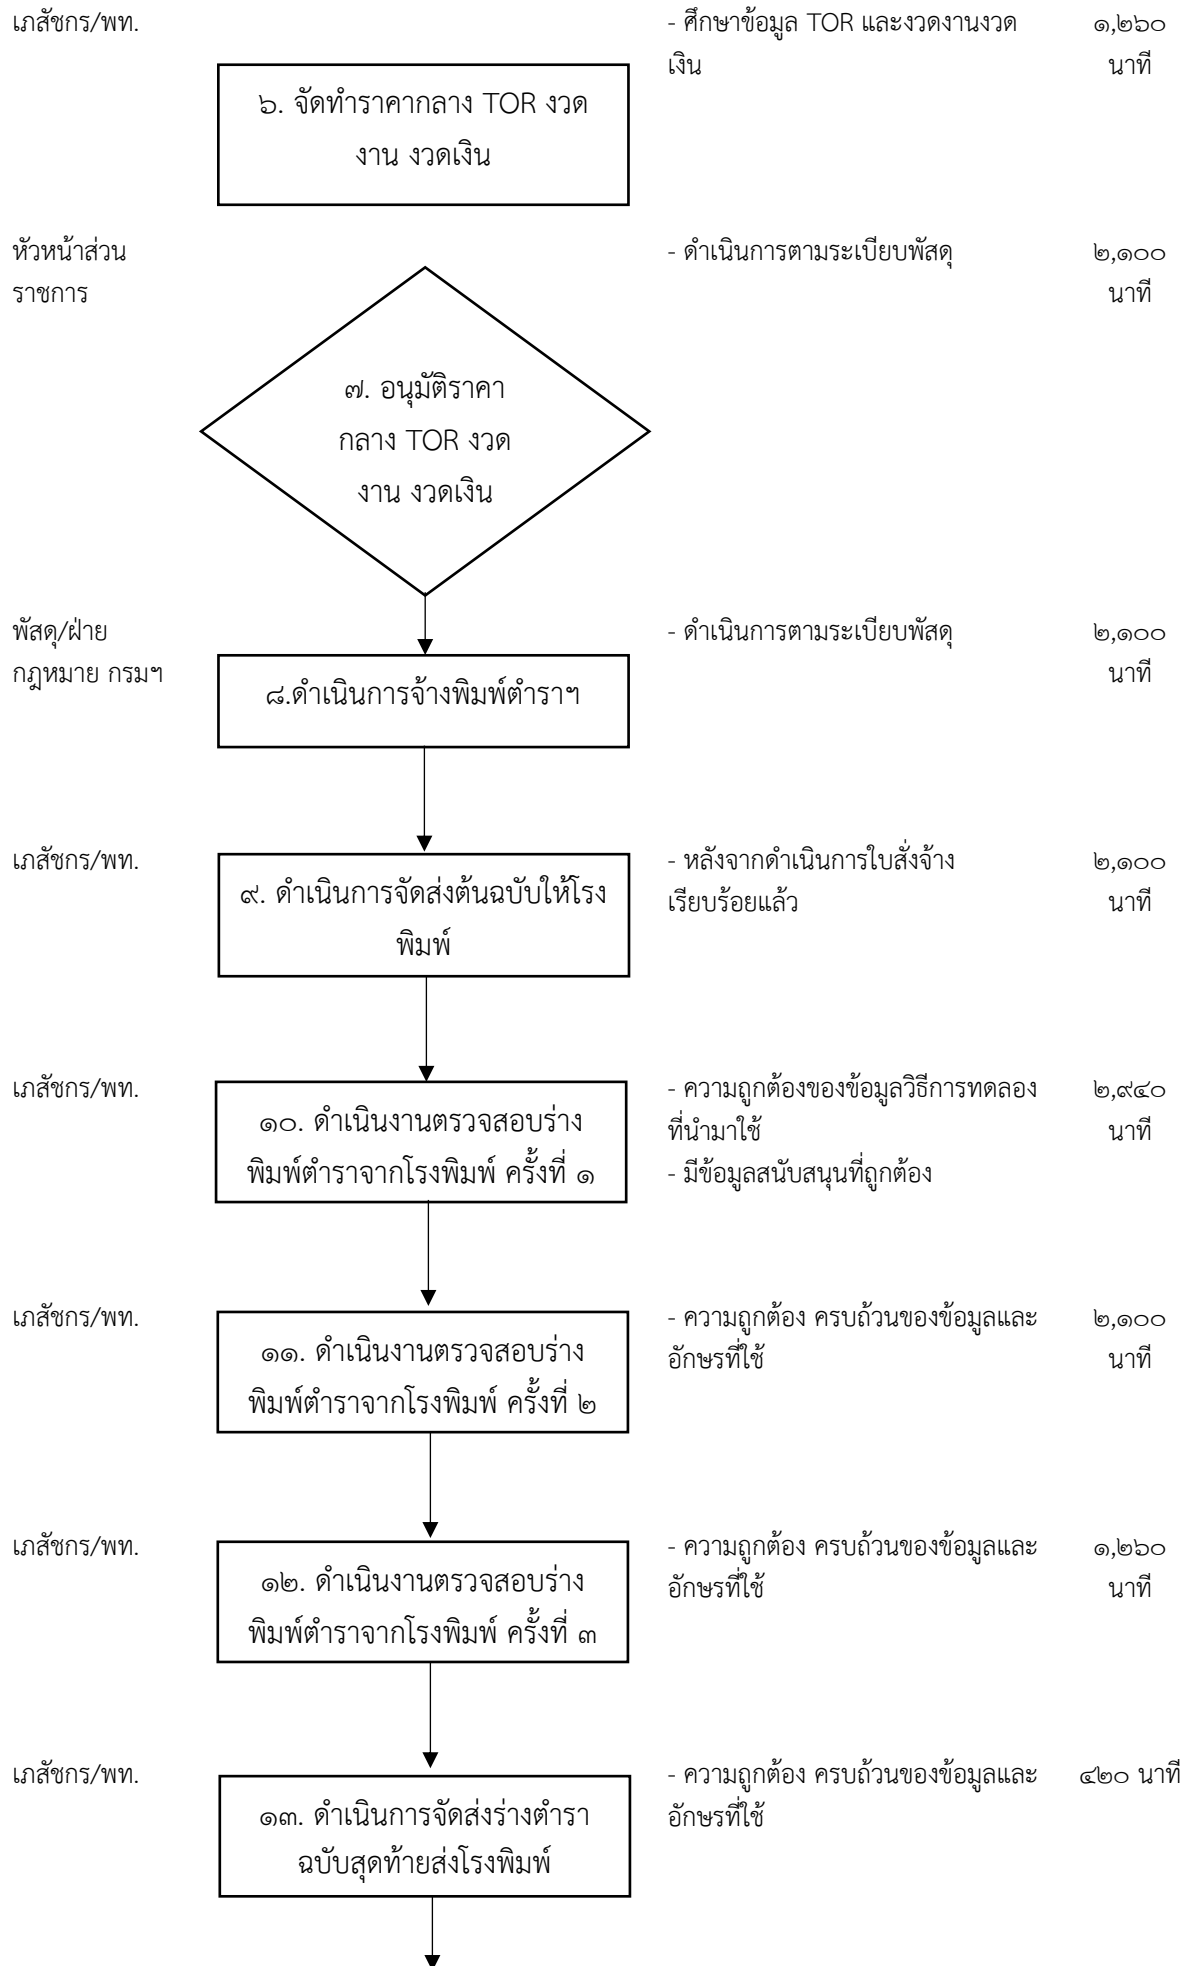 เภสัชกร/พท.
๖. จัดทำราคากลาง TOR งวด
งาน งวดเงิน
- ศึกษาข้อมูล TOR และงวดงานงวด
เงิน
๑,๒๖๐
นาที
หัวหน้าส่วน
ราชการ
๗. อนุมัติราคา
กลาง TOR งวด
งาน งวดเงิน
- ดำเนินการตามระเบียบพัสดุ
๒,๑๐๐
นาที
พัสดุ/ฝ่าย
กฎหมาย กรมฯ
๘.ดำเนินการจ้างพิมพ์ตำราฯ
- ดำเนินการตามระเบียบพัสดุ
๒,๑๐๐
นาที
เภสัชกร/พท.
๙. ดำเนินการจัดส่งต้นฉบับให้โรง
พิมพ์
- หลังจากดำเนินการใบสั่งจ้าง
เรียบร้อยแล้ว
๒,๑๐๐
นาที
เภสัชกร/พท.
๑๐. ดำเนินงานตรวจสอบร่าง
พิมพ์ตำราจากโรงพิมพ์ ครั้งที่ ๑
- ความถูกต้องของข้อมูลวิธีการทดลอง
ที่นำมาใช้
- มีข้อมูลสนับสนุนที่ถูกต้อง
๒,๙๔๐
นาที
เภสัชกร/พท.
๑๑. ดำเนินงานตรวจสอบร่าง
พิมพ์ตำราจากโรงพิมพ์ ครั้งที่ ๒
- ความถูกต้อง ครบถ้วนของข้อมูลและ
อักษรที่ใช้
๒,๑๐๐
นาที
เภสัชกร/พท.
๑๒. ดำเนินงานตรวจสอบร่าง
พิมพ์ตำราจากโรงพิมพ์ ครั้งที่ ๓
- ความถูกต้อง ครบถ้วนของข้อมูลและ
อักษรที่ใช้
๑,๒๖๐
นาที
เภสัชกร/พท.
๑๓. ดำเนินการจัดส่งร่างตำรา
ฉบับสุดท้ายส่งโรงพิมพ์
- ความถูกต้อง ครบถ้วนของข้อมูลและ
อักษรที่ใช้
๔๒๐ นาที